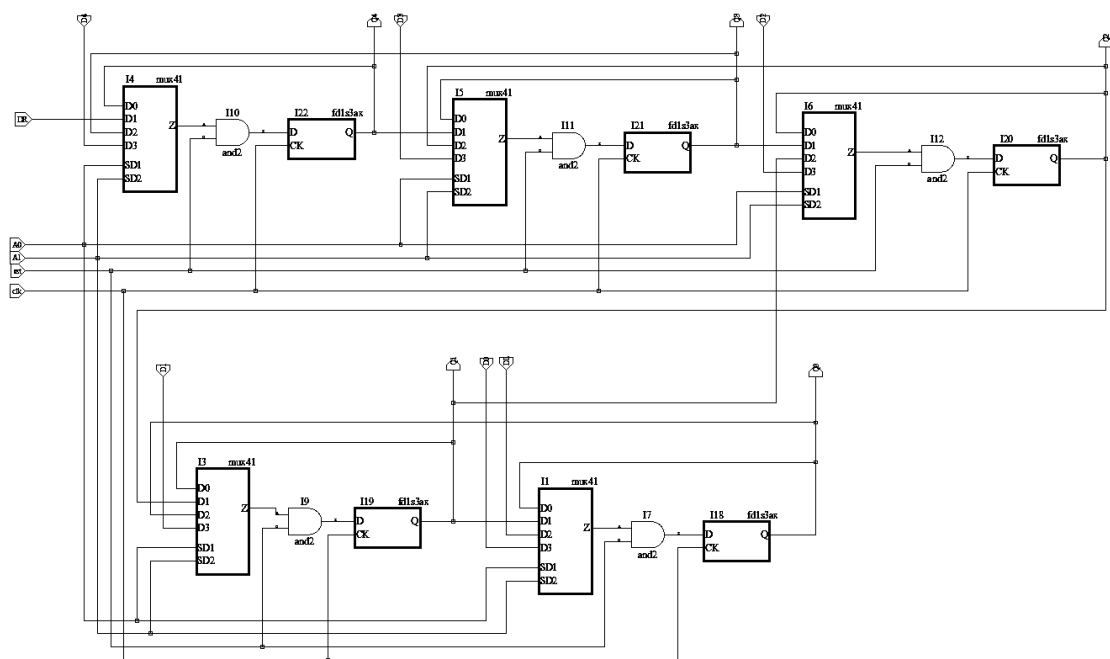 I4 mux41
D0
D1
D2
D3
SD1
SD2
Z
I10
and2
I22 fd1s3ax
D
CK
Q
I5 mux41
D0
D1
D2
D3
SD1
SD2
Z
I11
and2
I21 fd1s3ax
D
CK
Q
I6 mux41
D0
D1
D2
D3
SD1
SD2
Z
I12
and2
I20 fd1s3ax
D
CK
Q
A0
A1
clk
I3 mux41
D0
D1
D2
D3
SD1
SD2
Z
I9
and2
I19 fd1s3ax
D
CK
Q
I1 mux41
D0
D1
D2
D3
SD1
SD2
Z
I7
and2
I18 fd1s3ax
D
CK
Q